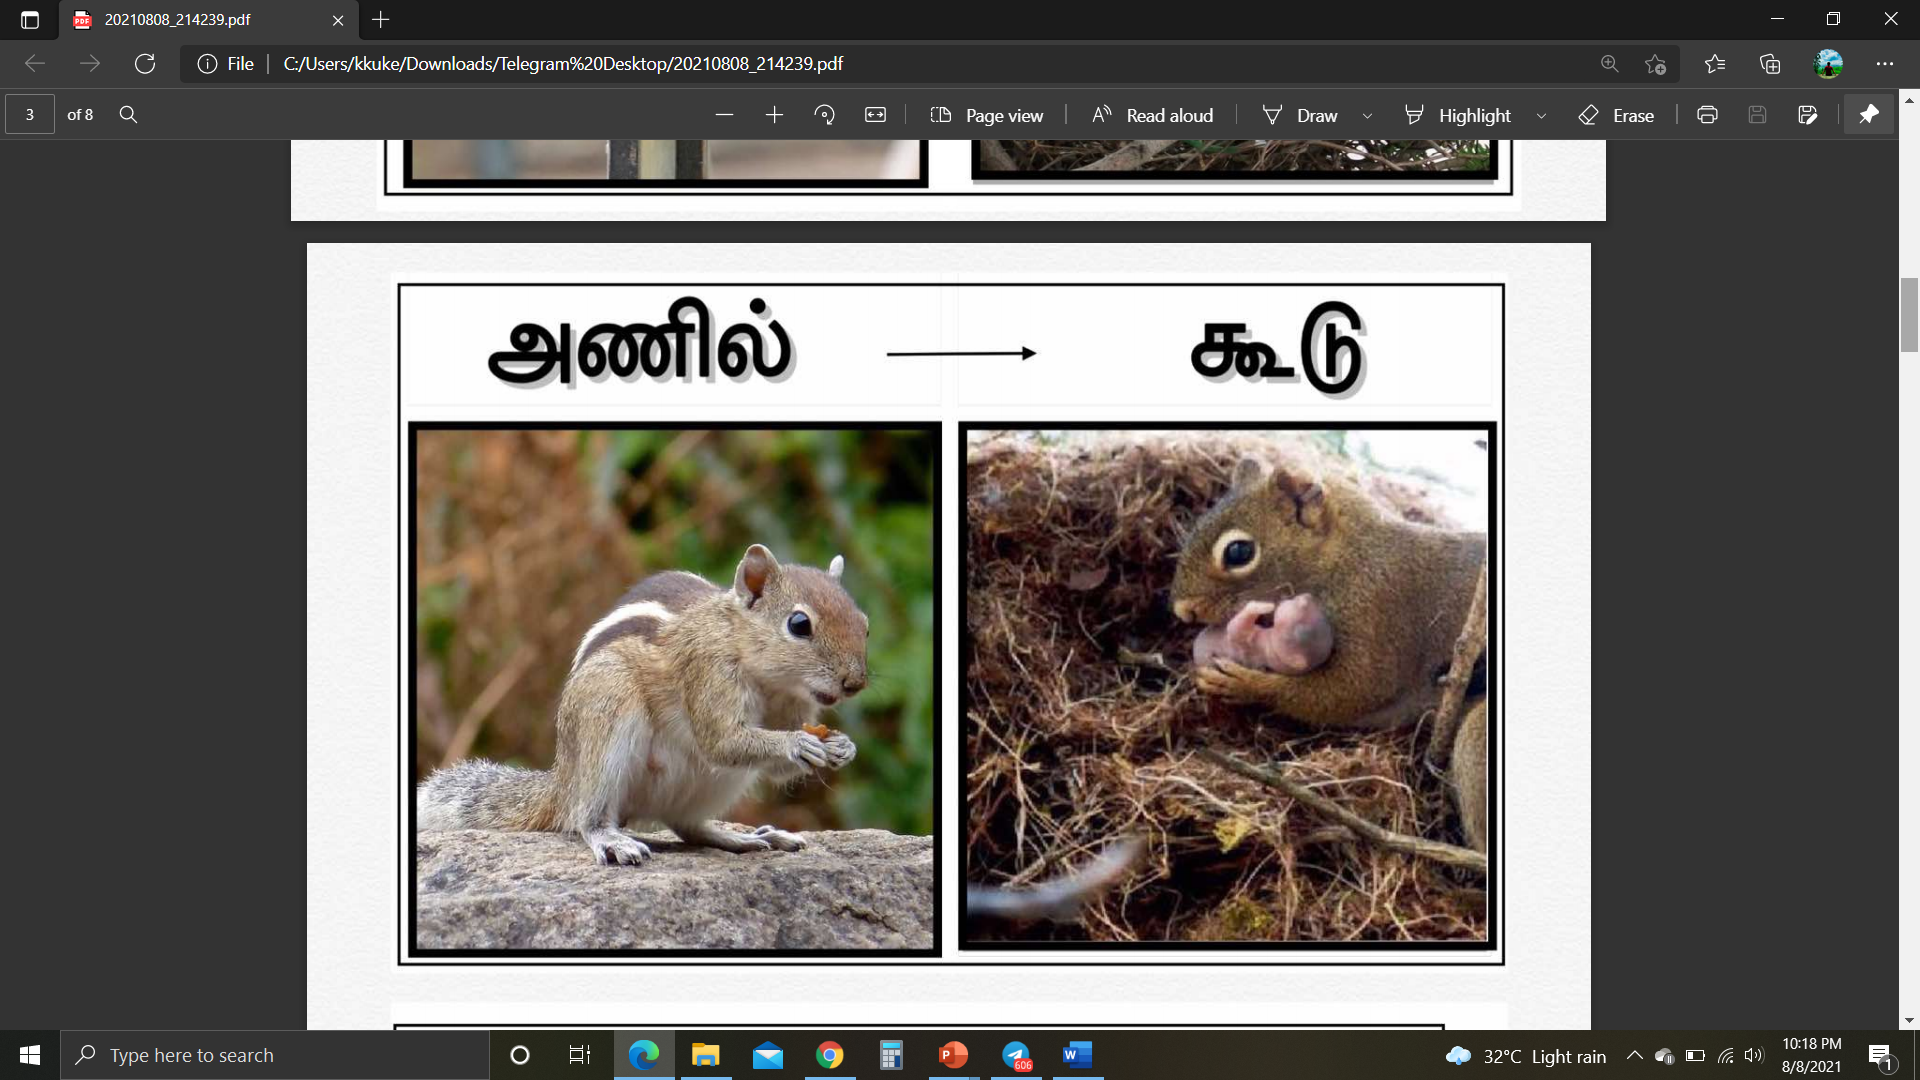 20210808_214239.pdf
File
C:/Users/kkuke/Downloads/Telegram%20Desktop/20210808_214239.pdf
3 of 8
Page view
Read aloud
Draw
Highlight
Erase
அணில் → கூடு
Type here to search
606
32°C Light rain
10:18 PM
8/8/2021
1